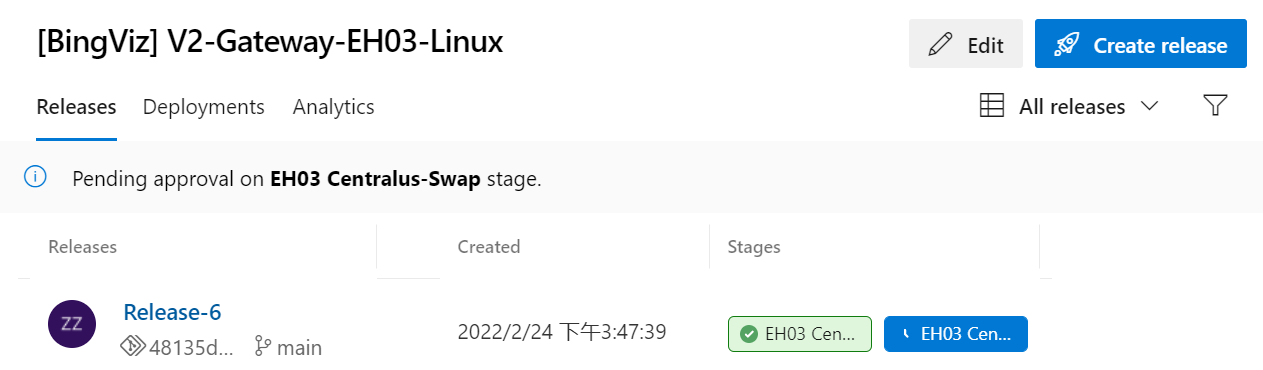 [BingViz] V2-Gateway-EH03-Linux
Edit
Create release
Releases Deployments Analytics
All releases
Pending approval on EH03 Centralus-Swap stage.
Releases Created Stages
ZZ
Release-6
48135d... main
2022/2/24 下午3:47:39
EH03 Cen...
EH03 Cen...